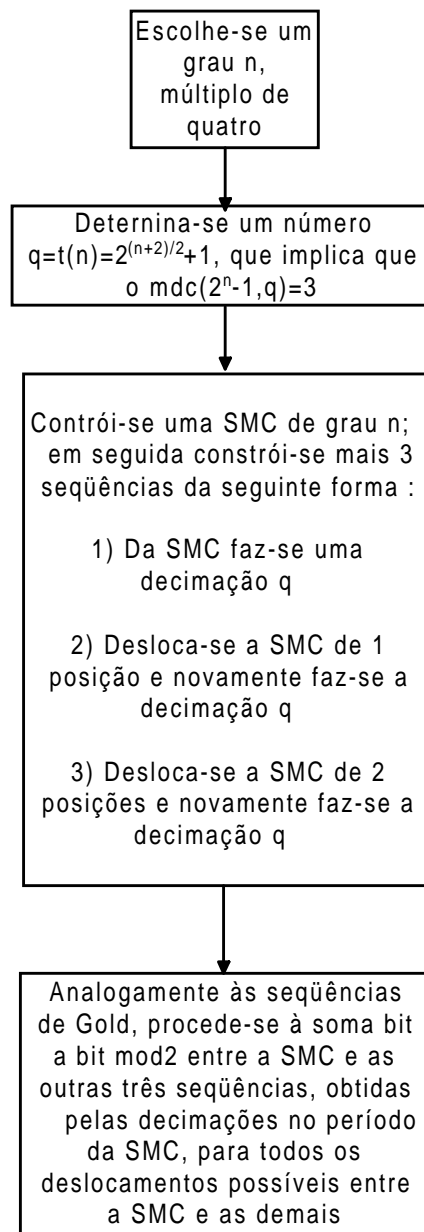 Escolhe-se um
grau n,
múltiplo de
quatro
Deternina-se um número
q=t(n)=2^(n+2)/2+1, que implica que
o mdc(2^n-1,q)=3
Contrói-se uma SMC de grau n;
em seguida constrói-se mais 3
seqüências da seguinte forma :
1) Da SMC faz-se uma
decimação q
2) Desloca-se a SMC de 1
posição e novamente faz-se a
decimação q
3) Desloca-se a SMC de 2
posições e novamente faz-se a
decimação q
Analogamente às seqüências
de Gold, procede-se à soma bit
a bit mod2 entre a SMC e as
outras três seqüências, obtidas
pelas decimações no período
da SMC, para todos os
deslocamentos possíveis entre
a SMC e as demais